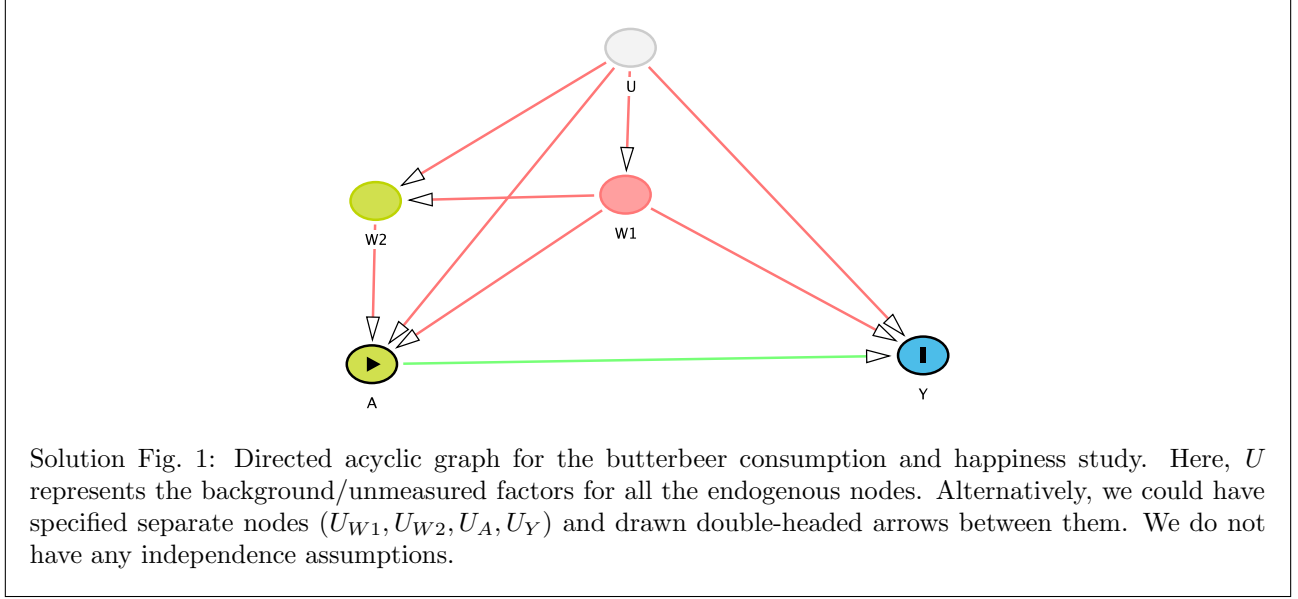 U
W2
W1
A
Y
Solution Fig. 1: Directed acyclic graph for the butterbeer consumption and happiness study. Here, U
represents the background/unmeasured factors for all the endogenous nodes. Alternatively, we could have
specified separate nodes (U_{W1}, U_{W2}, U_A, U_Y) and drawn double-headed arrows between them. We do not
have any independence assumptions.